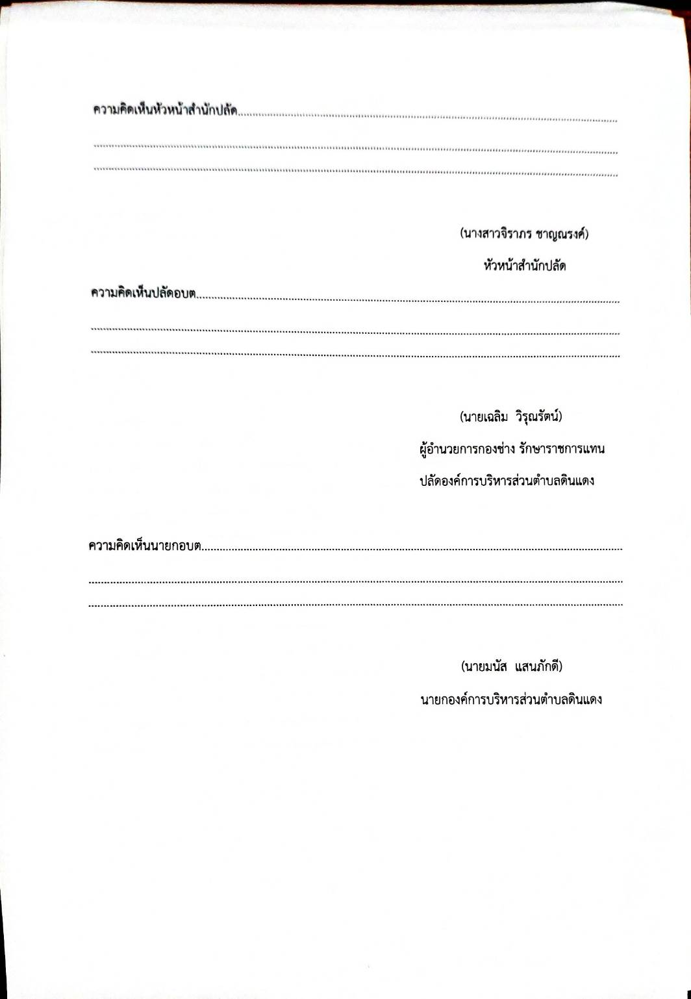 ความคิดเห็นหัวหน้าสำนักปลัด........................................................................................................................
........................................................................................................................................................................
........................................................................................................................................................................
(นางสาวจิราภร ชาญณรงค์)
หัวหน้าสำนักปลัด
ความคิดเห็นปลัดอบต........................................................................................................................................
........................................................................................................................................................................
........................................................................................................................................................................
(นายเฉลิม วิรุณรัตน์)
ผู้อำนวยการกองช่าง รักษาราชการแทน
ปลัดองค์การบริหารส่วนตำบลดินแดง
ความคิดเห็นนายกอบต......................................................................................................................................
........................................................................................................................................................................
........................................................................................................................................................................
(นายมนัส แสนภักดี)
นายกองค์การบริหารส่วนตำบลดินแดง